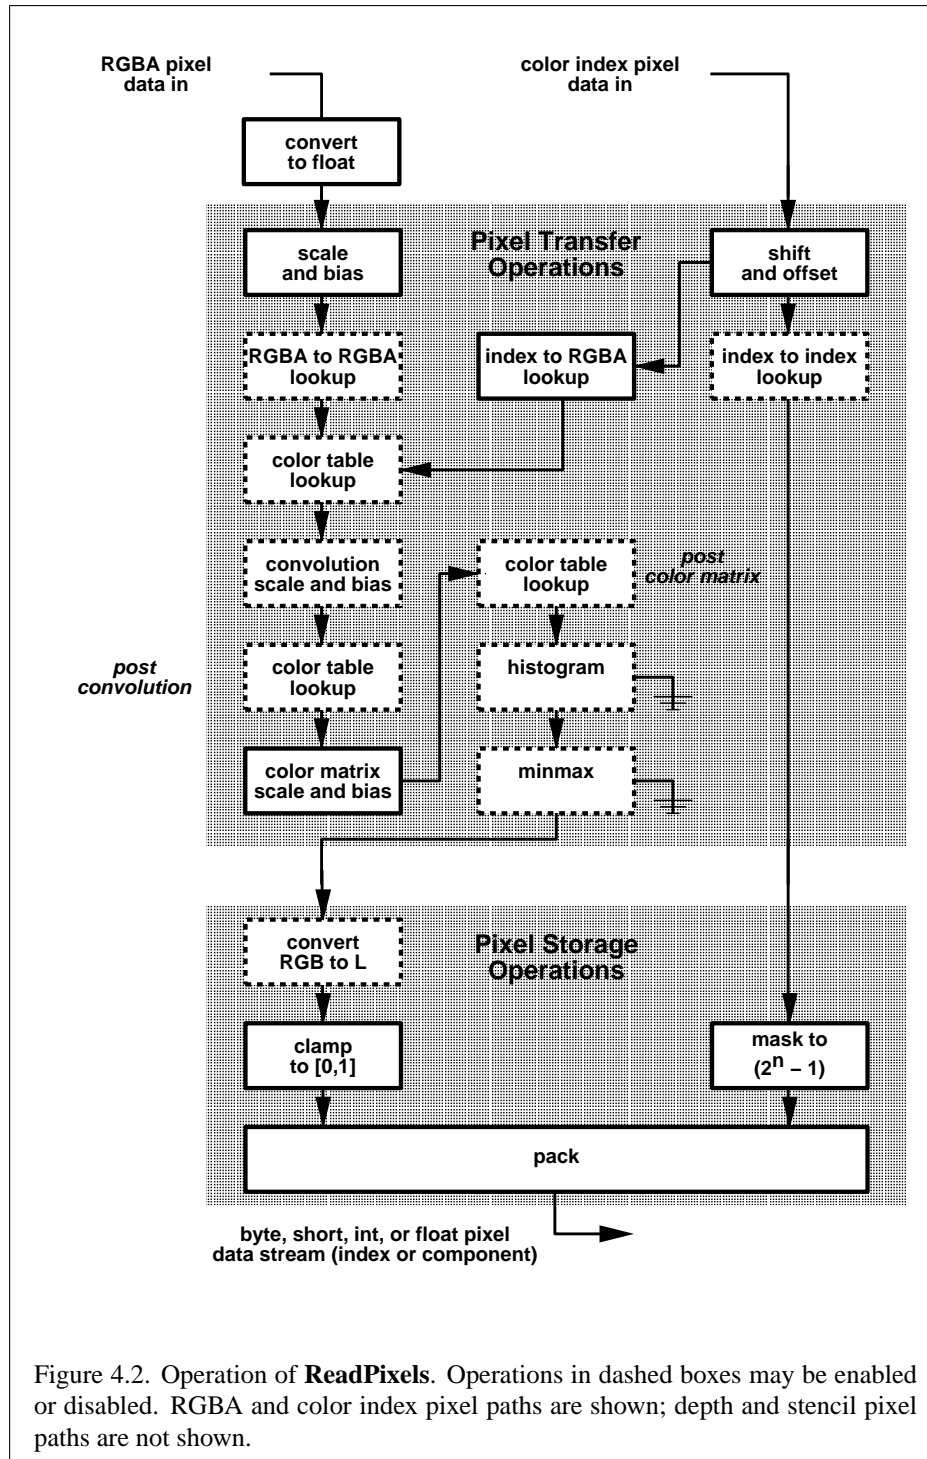 RGBA pixel
data in
color index pixel
data in
convert
to float
Pixel Transfer
Operations
scale
and bias
shift
and offset
RGBA to RGBA
lookup
index to RGBA
lookup
index to index
lookup
color table
lookup
convolution
scale and bias
color table
lookup
post
color matrix
post
convolution
color table
lookup
histogram
color matrix
scale and bias
minmax
convert
RGB to L
Pixel Storage
Operations
clamp
to [0,1]
mask to
(2ⁿ – 1)
pack
byte, short, int, or float pixel
data stream (index or component)
Figure 4.2. Operation of ReadPixels. Operations in dashed boxes may be enabled
or disabled. RGBA and color index pixel paths are shown; depth and stencil pixel
paths are not shown.